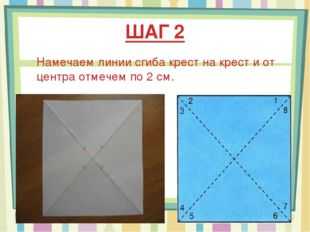 ШАГ 2
Намечаем линии сгиба крест на крест и от
центра отметчем по 2 см.
2 1
3 8
4 7
5 6